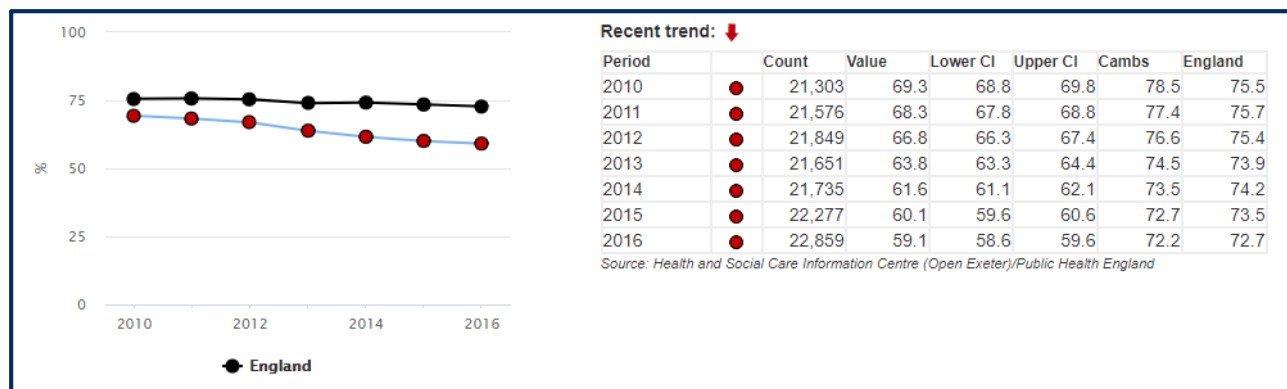 100
75
50
25
0
%
2010 2012 2014 2016
England
Recent trend:
Period Count Value Lower CI Upper CI Cambs England
2010 21,303 69.3 68.8 69.8 78.5 75.5
2011 21,576 68.3 67.8 68.8 77.4 75.7
2012 21,849 66.8 66.3 67.4 76.6 75.4
2013 21,651 63.8 63.3 64.4 74.5 73.9
2014 21,735 61.6 61.1 62.1 73.5 74.2
2015 22,277 60.1 59.6 60.6 72.7 73.5
2016 22,859 59.1 58.6 59.6 72.2 72.7
Source: Health and Social Care Information Centre (Open Exeter)/Public Health England